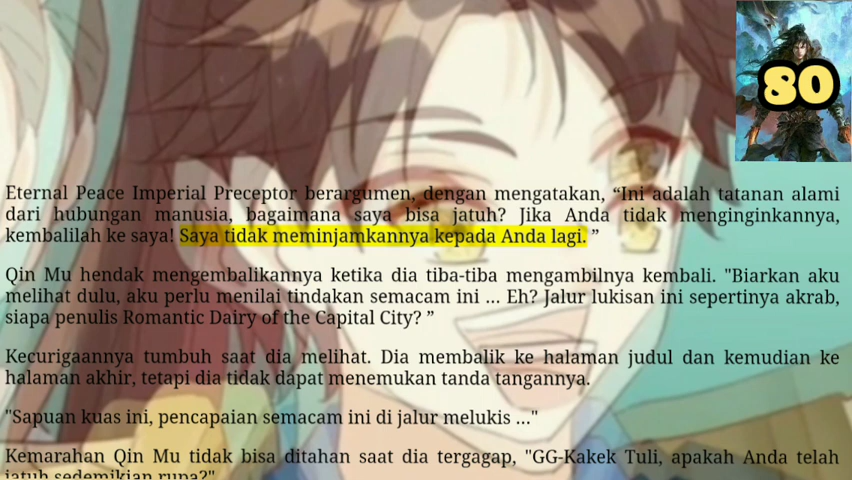 80
Eternal Peace Imperial Preceptor berargumen, dengan mengatakan, “Ini adalah tatanan alami
dari hubungan manusia, bagaimana saya bisa jatuh? Jika Anda tidak menginginkannya,
kembalilah ke saya! Saya tidak meminjamkannya kepada Anda lagi. ”
Qin Mu hendak mengembalikannya ketika dia tiba-tiba mengambilnya kembali. "Biarkan aku
melihat dulu, aku perlu menilai tindakan semacam ini ... Eh? Jalur lukisan ini sepertinya akrab,
siapa penulis Romantic Dairy of the Capital City? ”
Kecurigaannya tumbuh saat dia melihat. Dia membalik ke halaman judul dan kemudian ke
halaman akhir, tetapi dia tidak dapat menemukan tanda tangannya.
"Sapuan kuas ini, pencapaian semacam ini di jalur melukis ..."
Kemarahan Qin Mu tidak bisa ditahan saat dia tergagap, "GG-Kakek Tuli, apakah Anda telah
jatuh sedemikian rupa?"